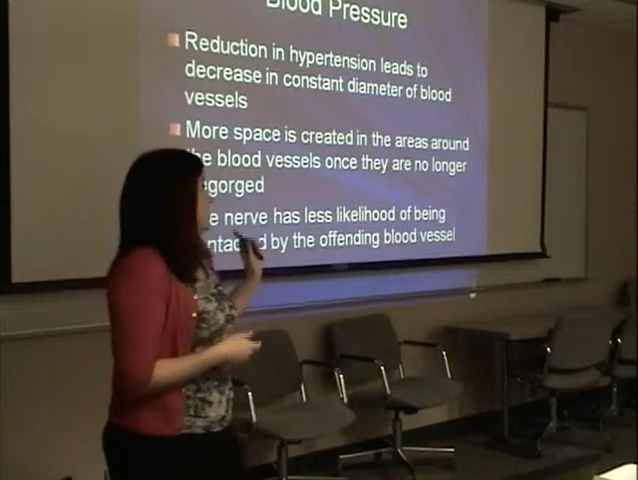 Blood Pressure
Reduction in hypertension leads to
decrease in constant diameter of blood
vessels
More space is created in the areas around
the blood vessels once they are no longer
gorged
nerve has less likelihood of being
by the offending blood vessel